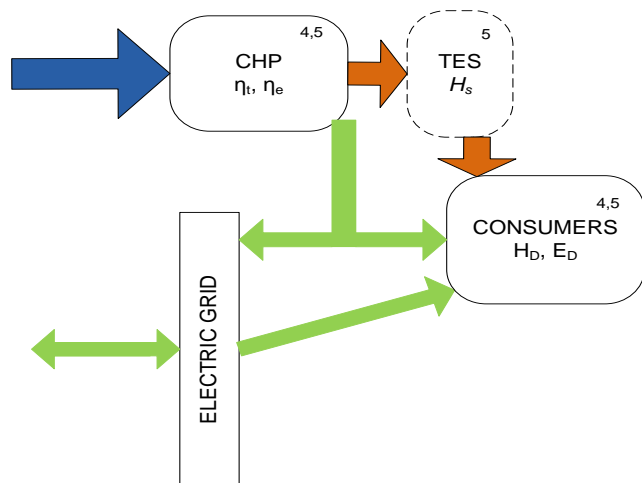 4,5
CHP
ηt, ηe
5
TES
Hs
4,5
CONSUMERS
HD, ED
ELECTRIC GRID